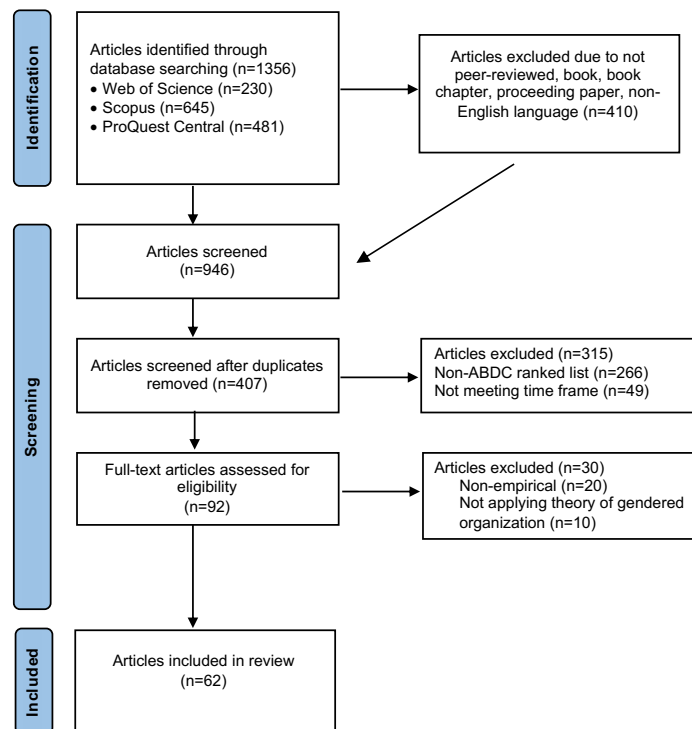 Identification
Articles identified through
database searching (n=1356)
• Web of Science (n=230)
• Scopus (n=645)
• ProQuest Central (n=481)
Articles excluded due to not
peer-reviewed, book, book
chapter, proceeding paper, non-
English language (n=410)
Screening
Articles screened
(n=946)
Articles screened after duplicates
removed (n=407)
Articles excluded (n=315)
Non-ABDC ranked list (n=266)
Not meeting time frame (n=49)
Full-text articles assessed for
eligibility
(n=92)
Articles excluded (n=30)
Non-empirical (n=20)
Not applying theory of gendered
organization (n=10)
Included
Articles included in review
(n=62)